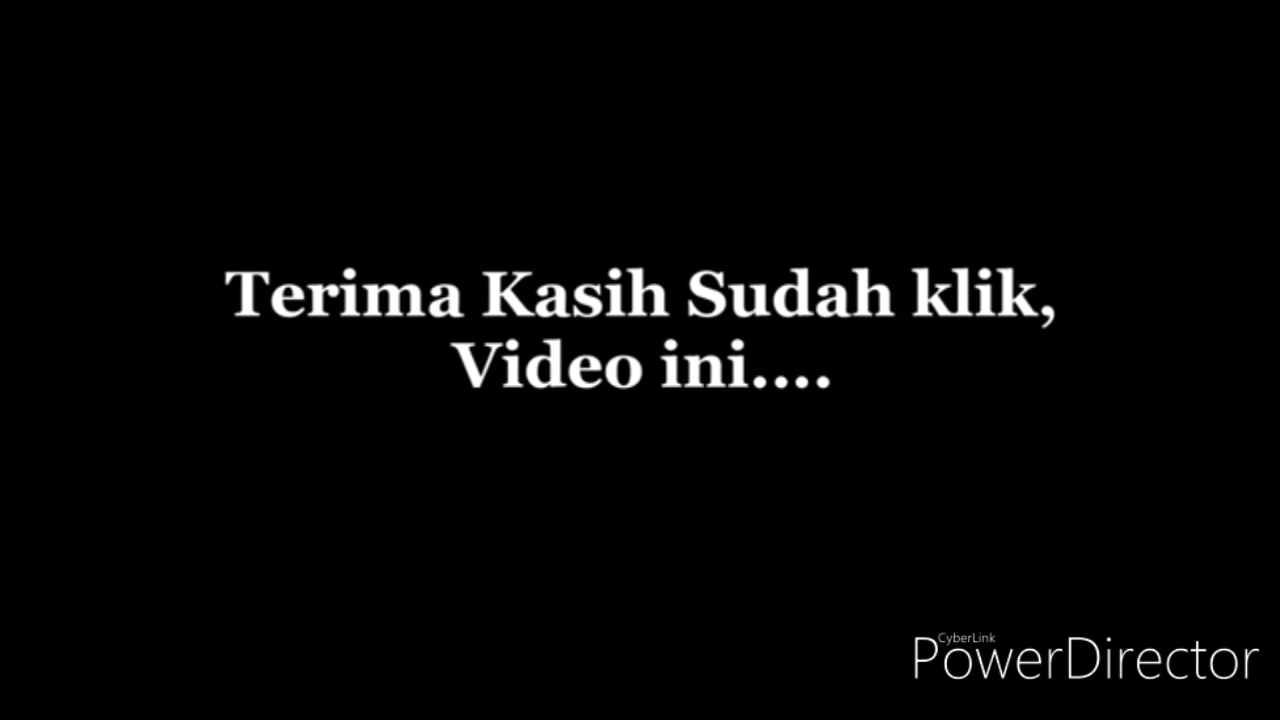 Terima Kasih Sudah klik,
Video ini....
CyberLink
PowerDirector